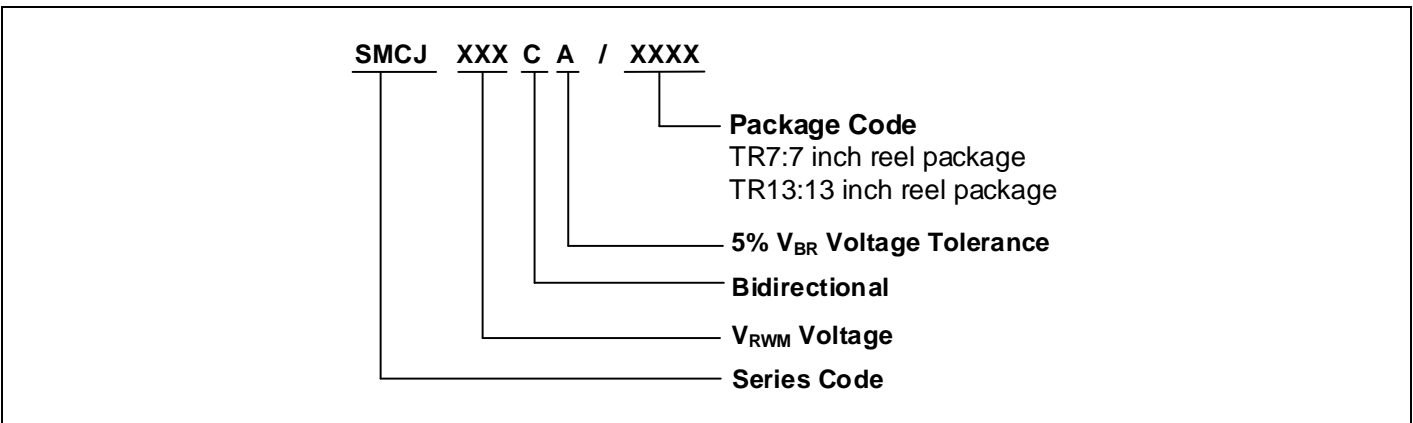 SMCJ XXX C A / XXXX
Package Code
TR7:7 inch reel package
TR13:13 inch reel package
5% VBR Voltage Tolerance
Bidirectional
VRWM Voltage
Series Code